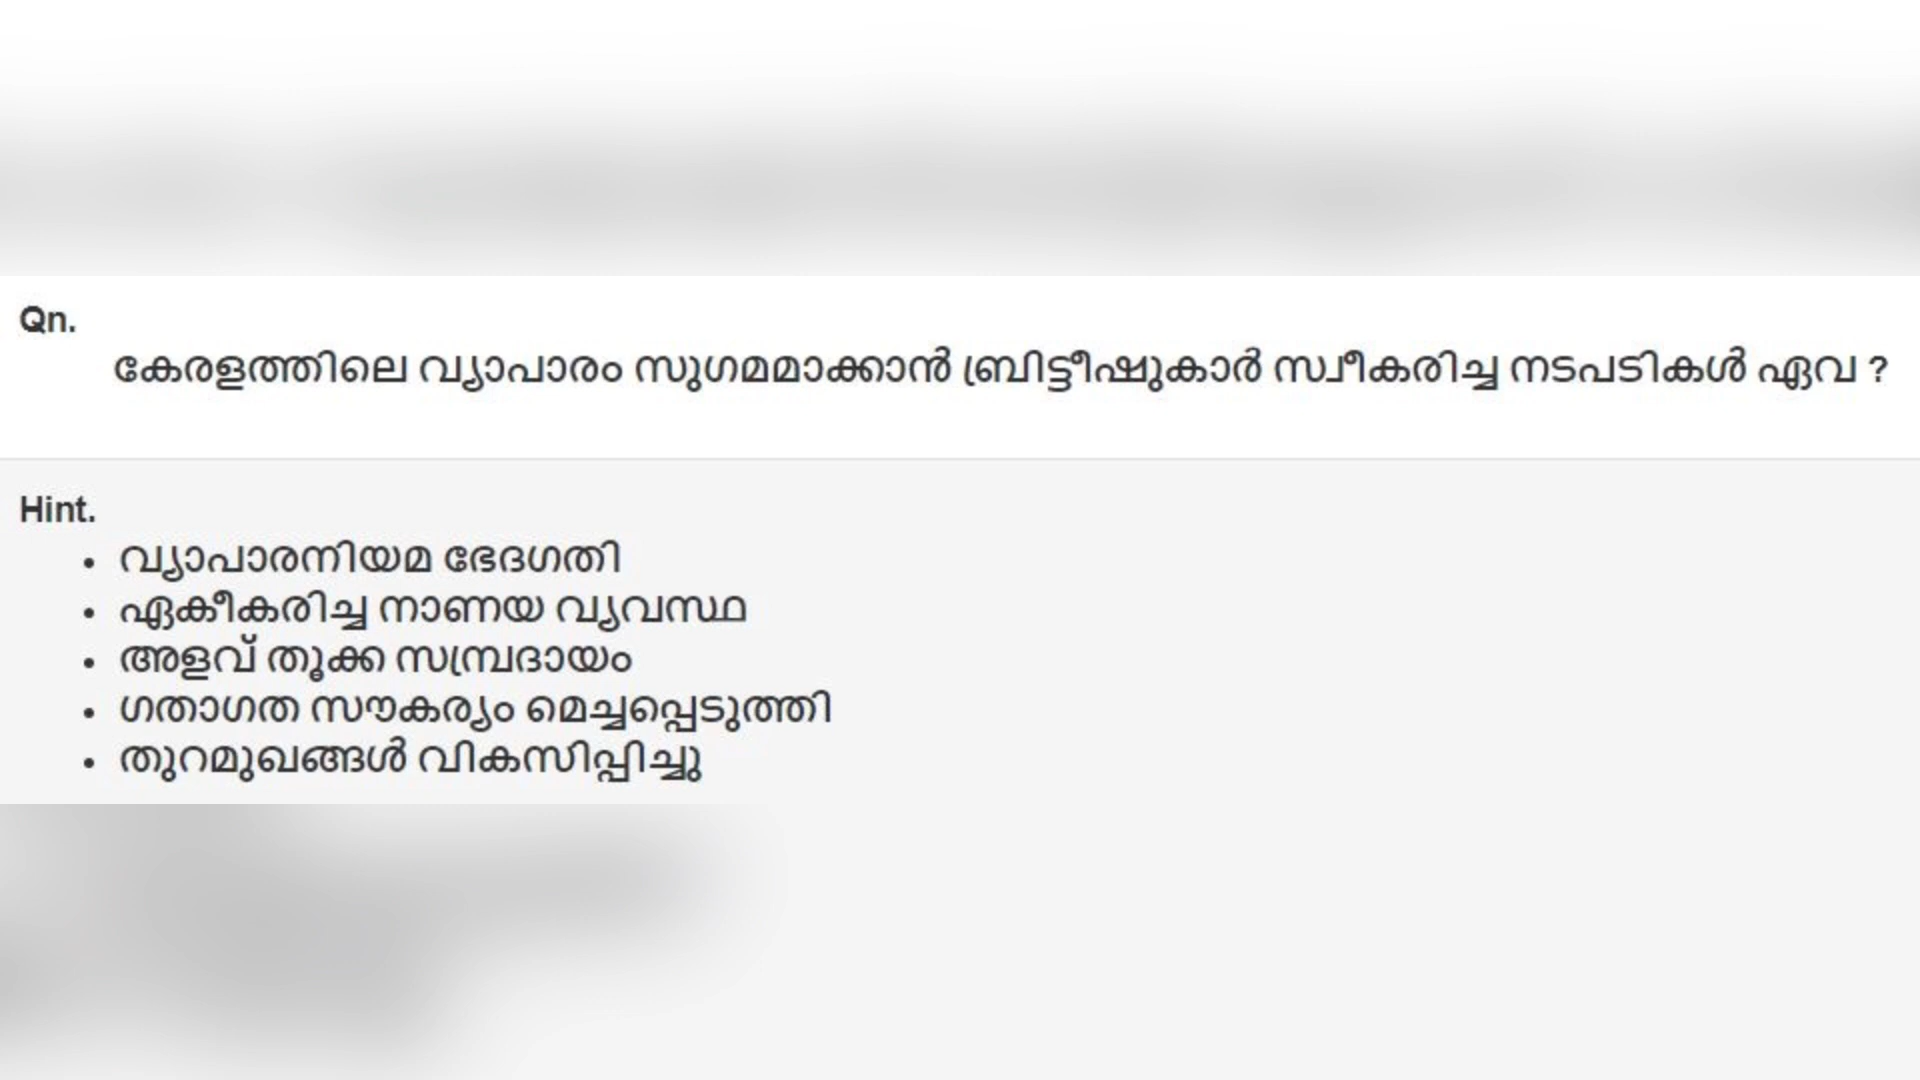 Qn.
കേരളത്തിലെ വ്യാപാരം സുഗമമാക്കാൻ ബ്രിട്ടീഷുകാർ സ്വീകരിച്ച നടപടികൾ ഏവ ?
Hint.
• വ്യാപാരനിയമ ഭേദഗതി
• ഏകീകരിച്ച നാണയ വ്യവസ്ഥ
• അളവ് തൂക്ക സമ്പ്രദായം
• ഗതാഗത സൗകര്യം മെച്ചപ്പെടുത്തി
• തുറമുഖങ്ങൾ വികസിപ്പിച്ചു